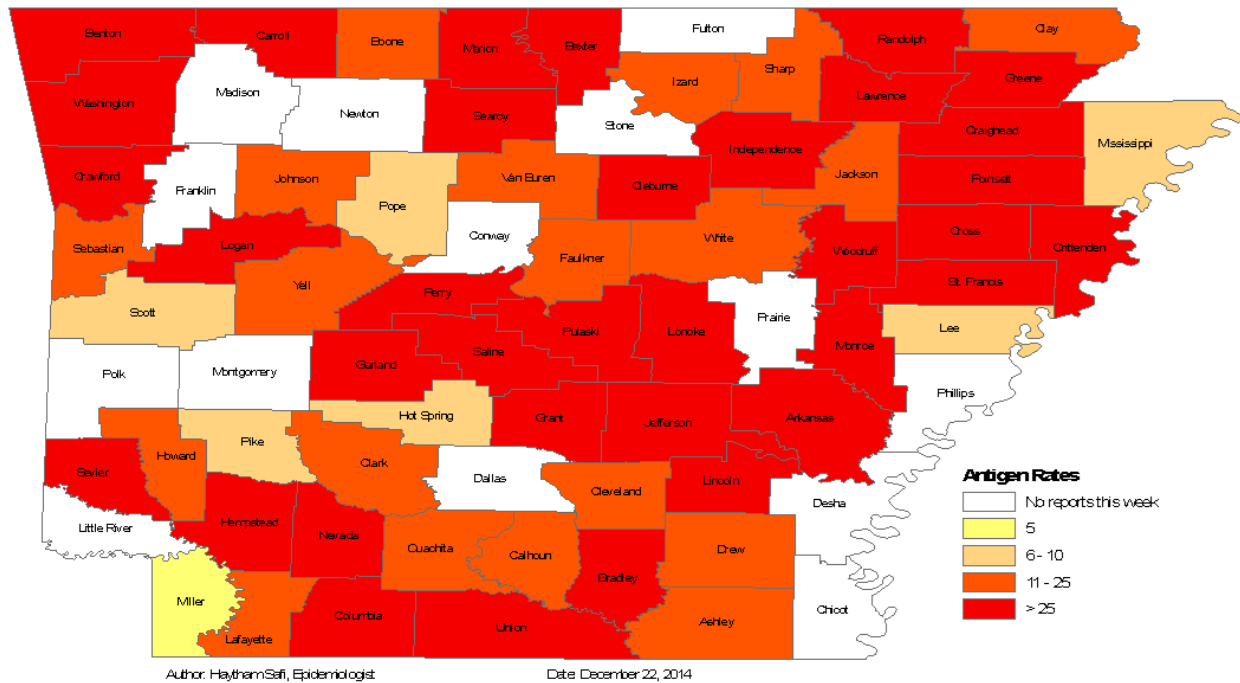 Benton
Carroll
Boone
Marion
Baxter
Fulton
Randolph
Clay
Izard
Sharp
Greene
Washington
Madison
Newton
Searcy
Stone
Lawrence
Independence
Craighead
Mississippi
Crawford
Franklin
Johnson
Pope
Van Buren
Cleburne
Jackson
Poinsett
Sebastian
Logan
Conway
Faulkner
White
Woodruff
Cross
Crittenden
Scott
Yell
Perry
Pulaski
Lonoke
Prairie
Monroe
St. Francis
Lee
Polk
Montgomery
Garland
Saline
Phillips
Pike
Hot Spring
Grant
Jefferson
Arkansas
Sevier
Howard
Clark
Dallas
Cleveland
Lincoln
Desha
Little River
Hempstead
Nevada
Ouachita
Calhoun
Bradley
Drew
Miller
Lafayette
Columbia
Union
Ashley
Chicot
Antigen Rates
No reports this week
5
6 - 10
11 - 25
> 25
Author: Haytham Safi, Epidemiologist
Date: December 22, 2014